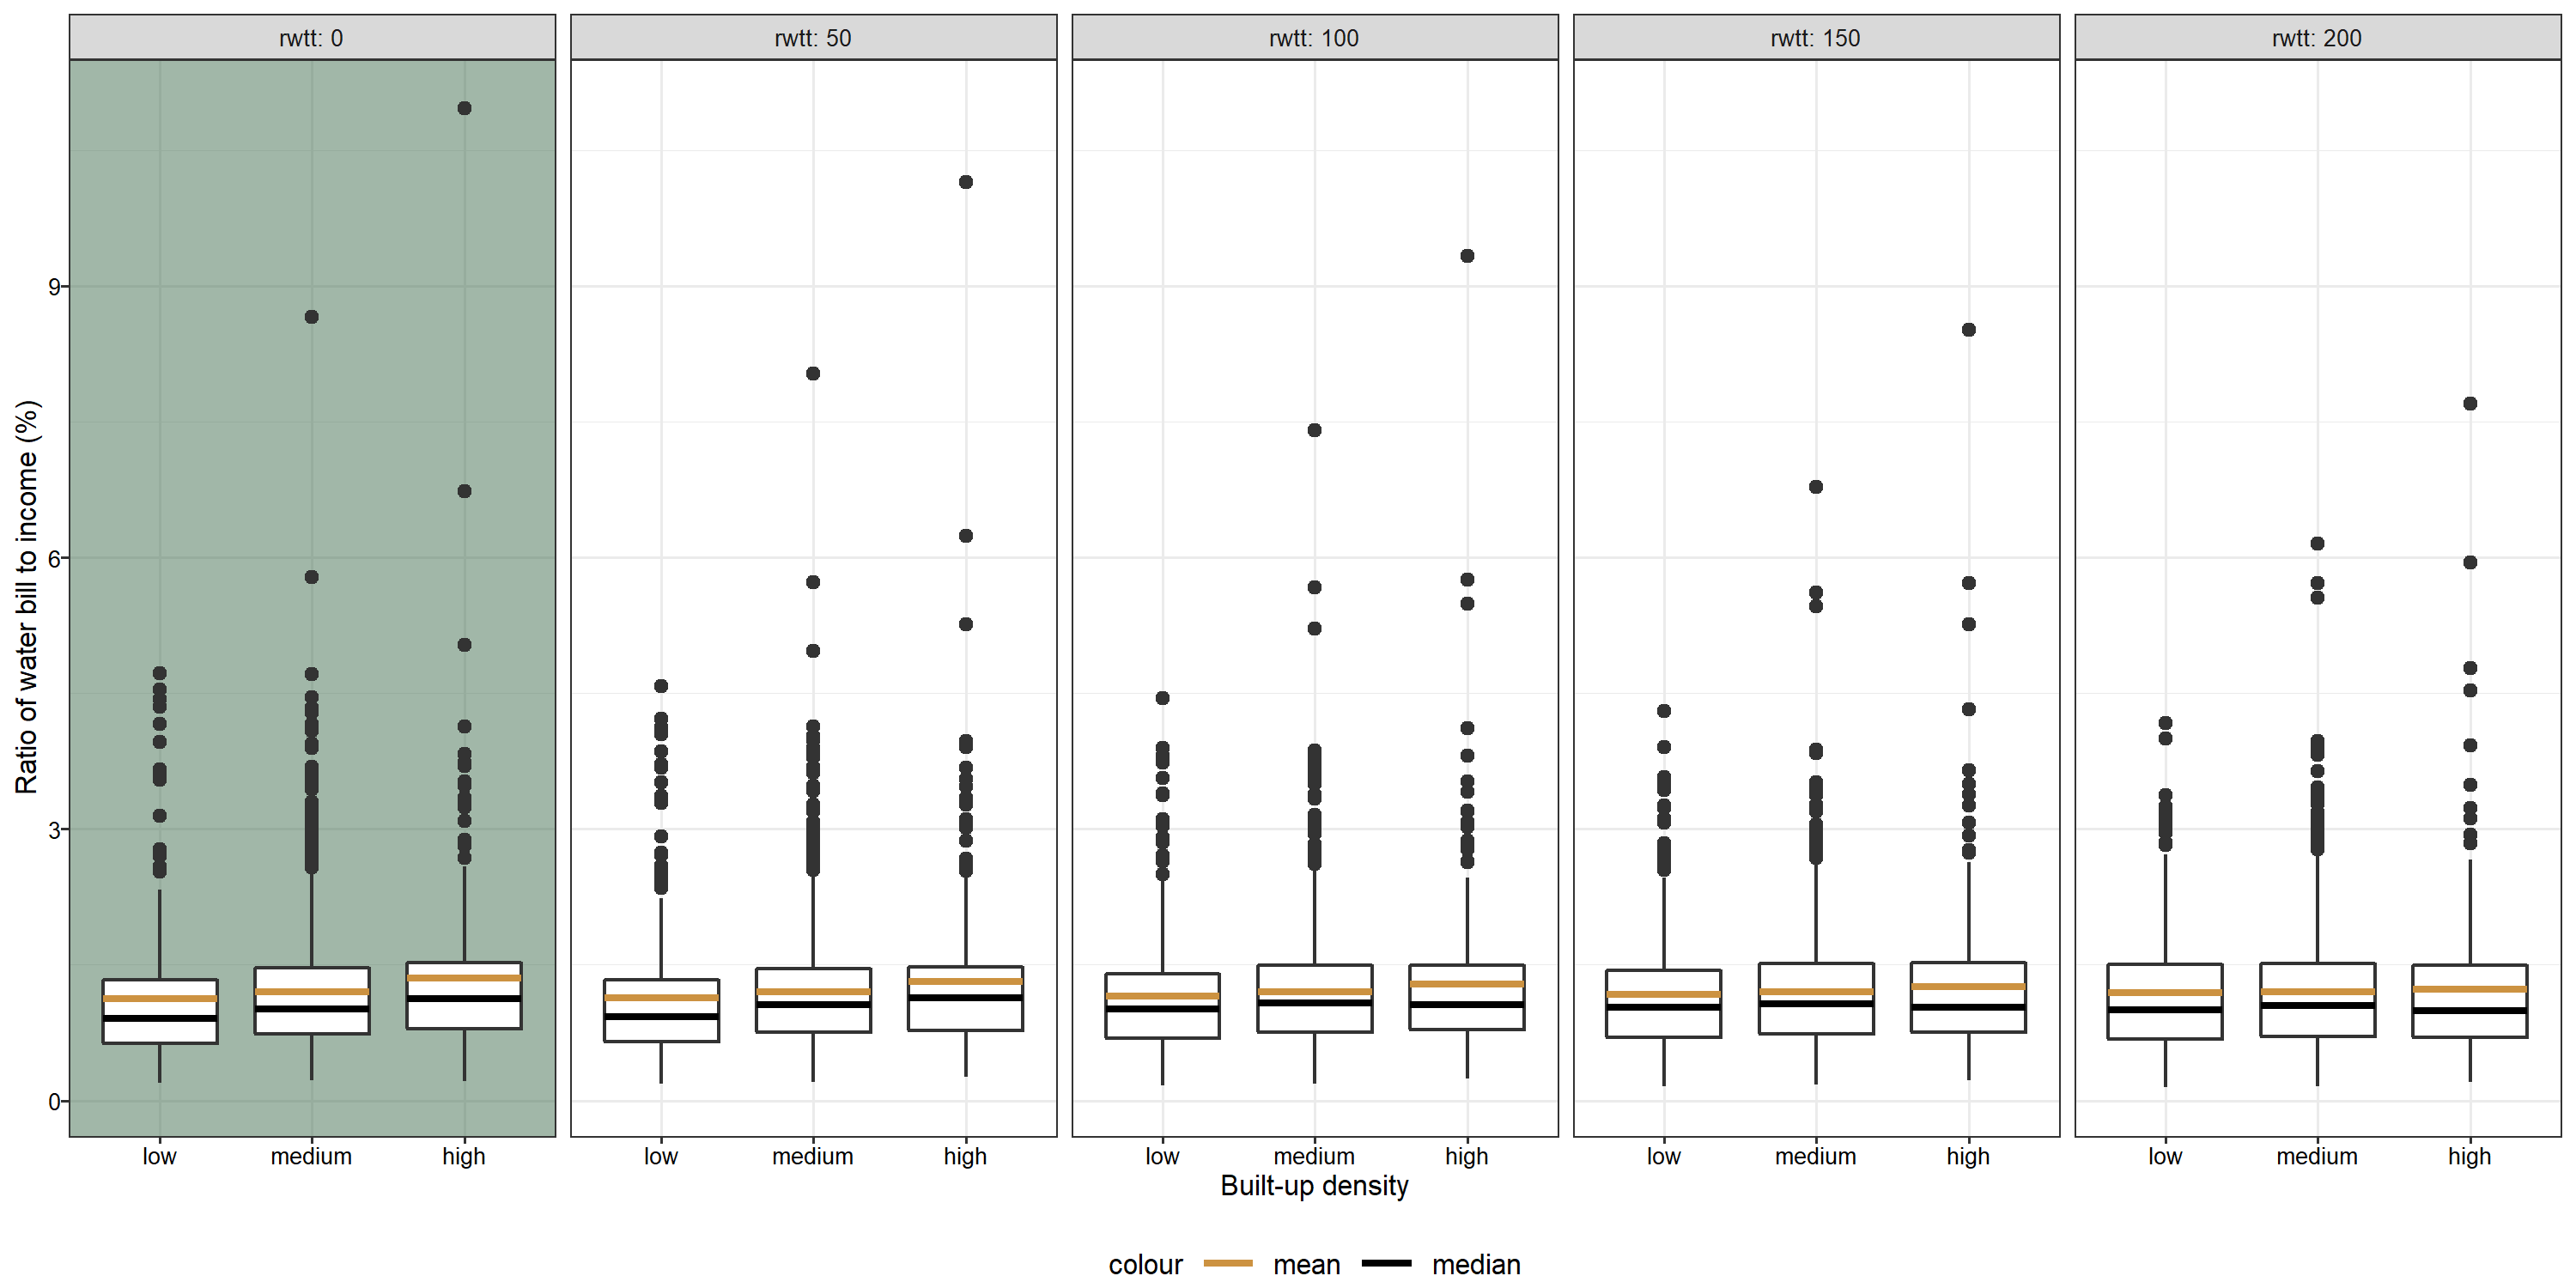 rwtt: 0 rwtt: 50 rwtt: 100 rwtt: 150 rwtt: 200
Ratio of water bill to income (%)
9
6
3
0
low medium high low medium high low medium high low medium high low medium high
Built-up density
colour mean median